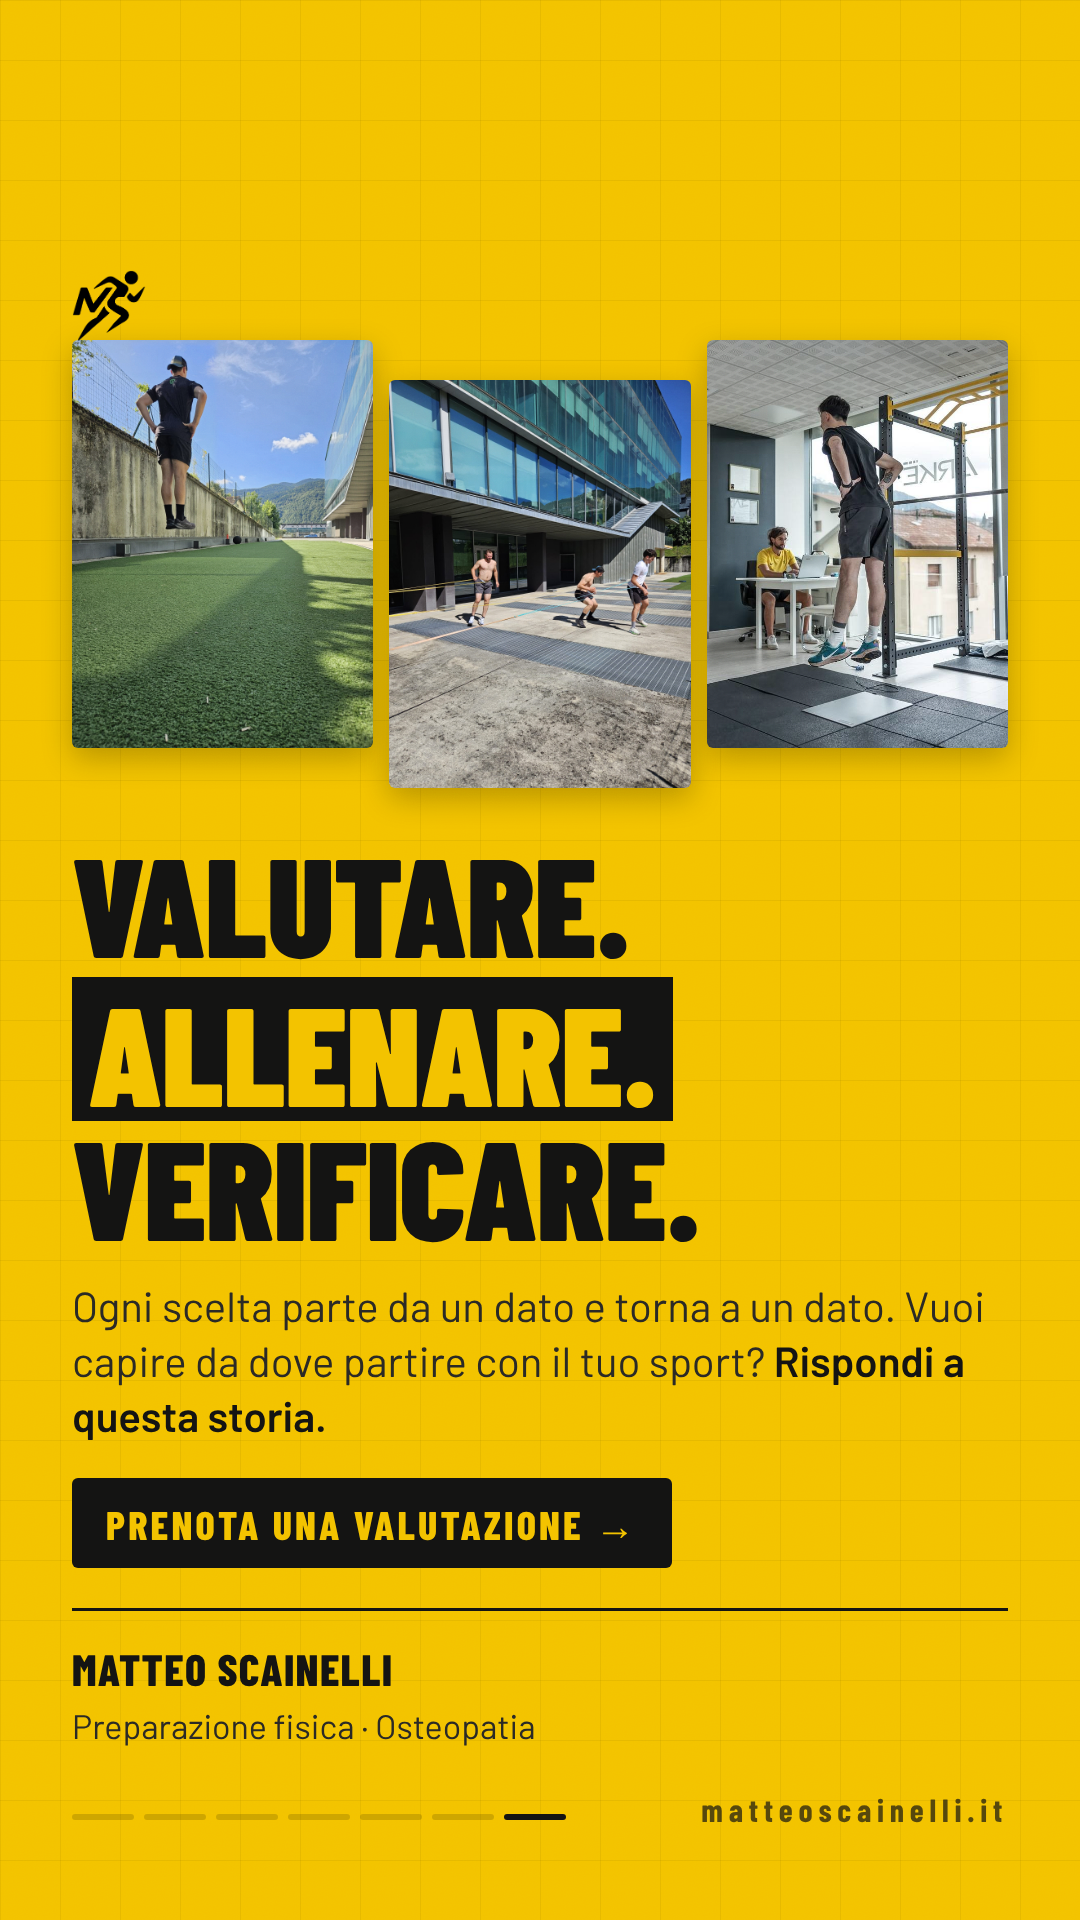 VALUTARE.
ALLENARE.
VERIFICARE.
Ogni scelta parte da un dato e torna a un dato. Vuoi
capire da dove partire con il tuo sport? Rispondi a
questa storia.
PRENOTA UNA VALUTAZIONE →
MATTEO SCAINELLI
Preparazione fisica · Osteopatia
matteoscainelli.it